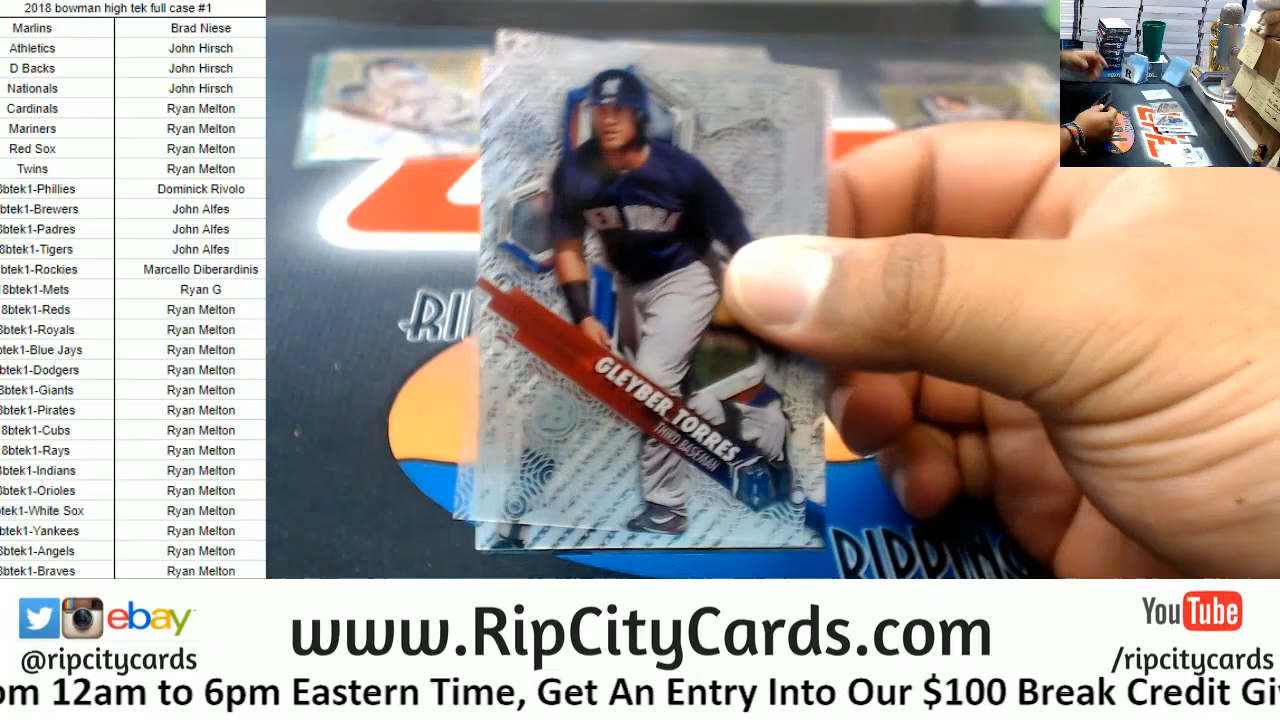 2018 bowman high tek full case #1
Marlins Brad Niese
Athletics John Hirsch
D Backs John Hirsch
Nationals John Hirsch
Cardinals Ryan Melton
Mariners Ryan Melton
Red Sox Ryan Melton
Twins Ryan Melton
8btek1-Phillies Dominick Rivolo
btek1-Brewers John Alfes
8btek1-Padres John Alfes
8btek1-Tigers John Alfes
btek1-Rockies Marcello Diberardinis
8btek1-Mets Ryan G
8btek1-Reds Ryan Melton
8btek1-Royals Ryan Melton
btek1-Blue Jays Ryan Melton
btek1-Dodgers Ryan Melton
8btek1-Giants Ryan Melton
8btek1-Pirates Ryan Melton
8btek1-Cubs Ryan Melton
8btek1-Rays Ryan Melton
8btek1-Indians Ryan Melton
8btek1-Orioles Ryan Melton
tek1-White Sox Ryan Melton
btek1-Yankees Ryan Melton
8btek1-Angels Ryan Melton
8btek1-Braves Ryan Melton
GLEYBER TORRES
THIRD BASEMAN
RIPPING
ebay
@ripcitycards
www.RipCityCards.com
YouTube
/ripcitycards
om 12am to 6pm Eastern Time, Get An Entry Into Our $100 Break Credit Giv